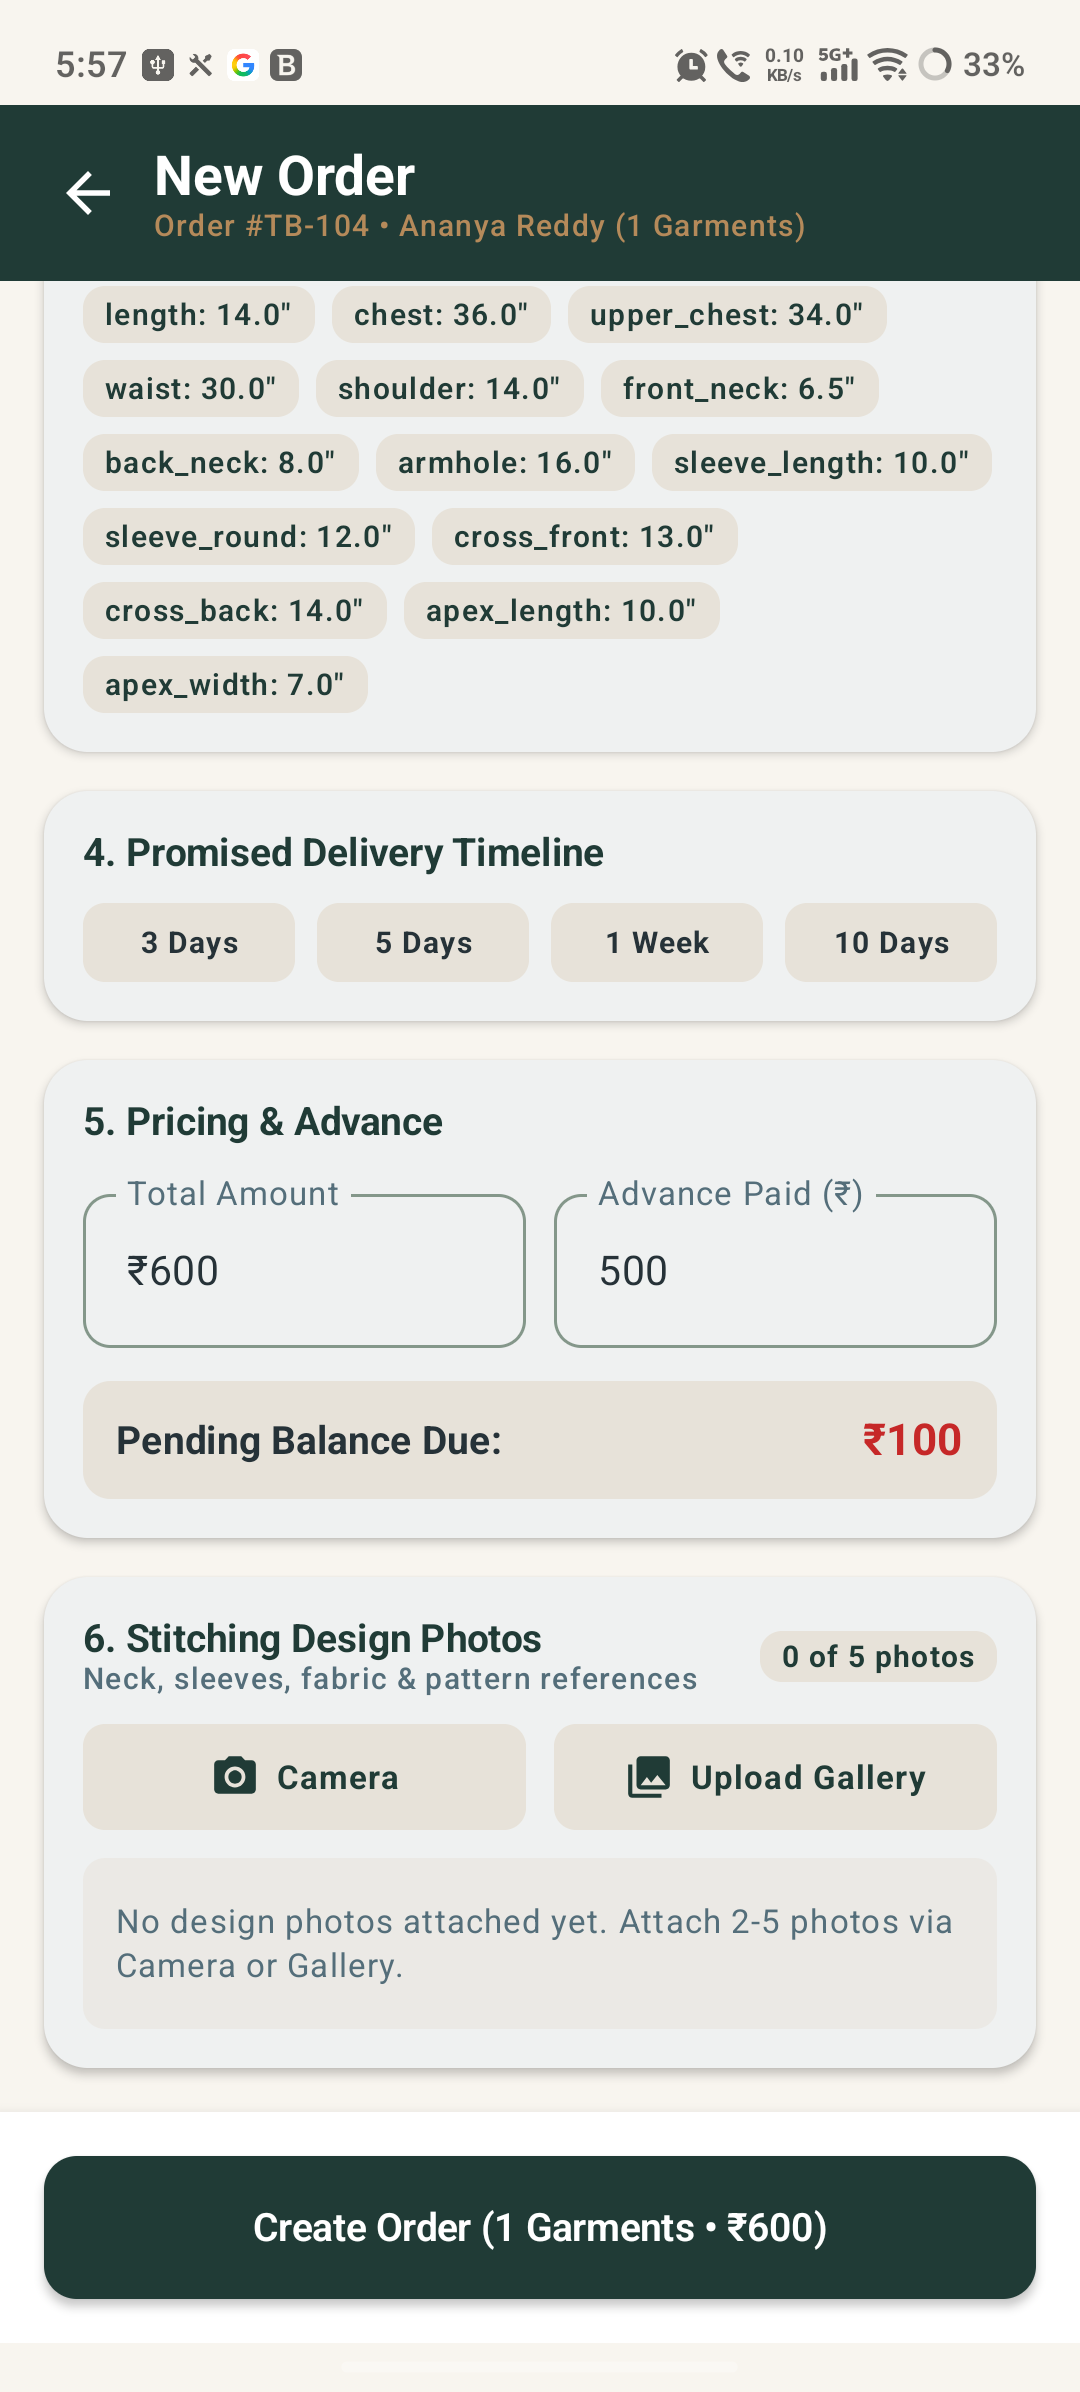 5:57 B 0.10 KB/s 5G+ 33%
New Order
Order #TB-104 • Ananya Reddy (1 Garments)
length: 14.0" chest: 36.0" upper_chest: 34.0"
waist: 30.0" shoulder: 14.0" front_neck: 6.5"
back_neck: 8.0" armhole: 16.0" sleeve_length: 10.0"
sleeve_round: 12.0" cross_front: 13.0"
cross_back: 14.0" apex_length: 10.0"
apex_width: 7.0"
4. Promised Delivery Timeline
3 Days 5 Days 1 Week 10 Days
5. Pricing & Advance
Total Amount Advance Paid (₹)
₹600 500
Pending Balance Due: ₹100
6. Stitching Design Photos
Neck, sleeves, fabric & pattern references
0 of 5 photos
Camera Upload Gallery
No design photos attached yet. Attach 2-5 photos via
Camera or Gallery.
Create Order (1 Garments • ₹600)